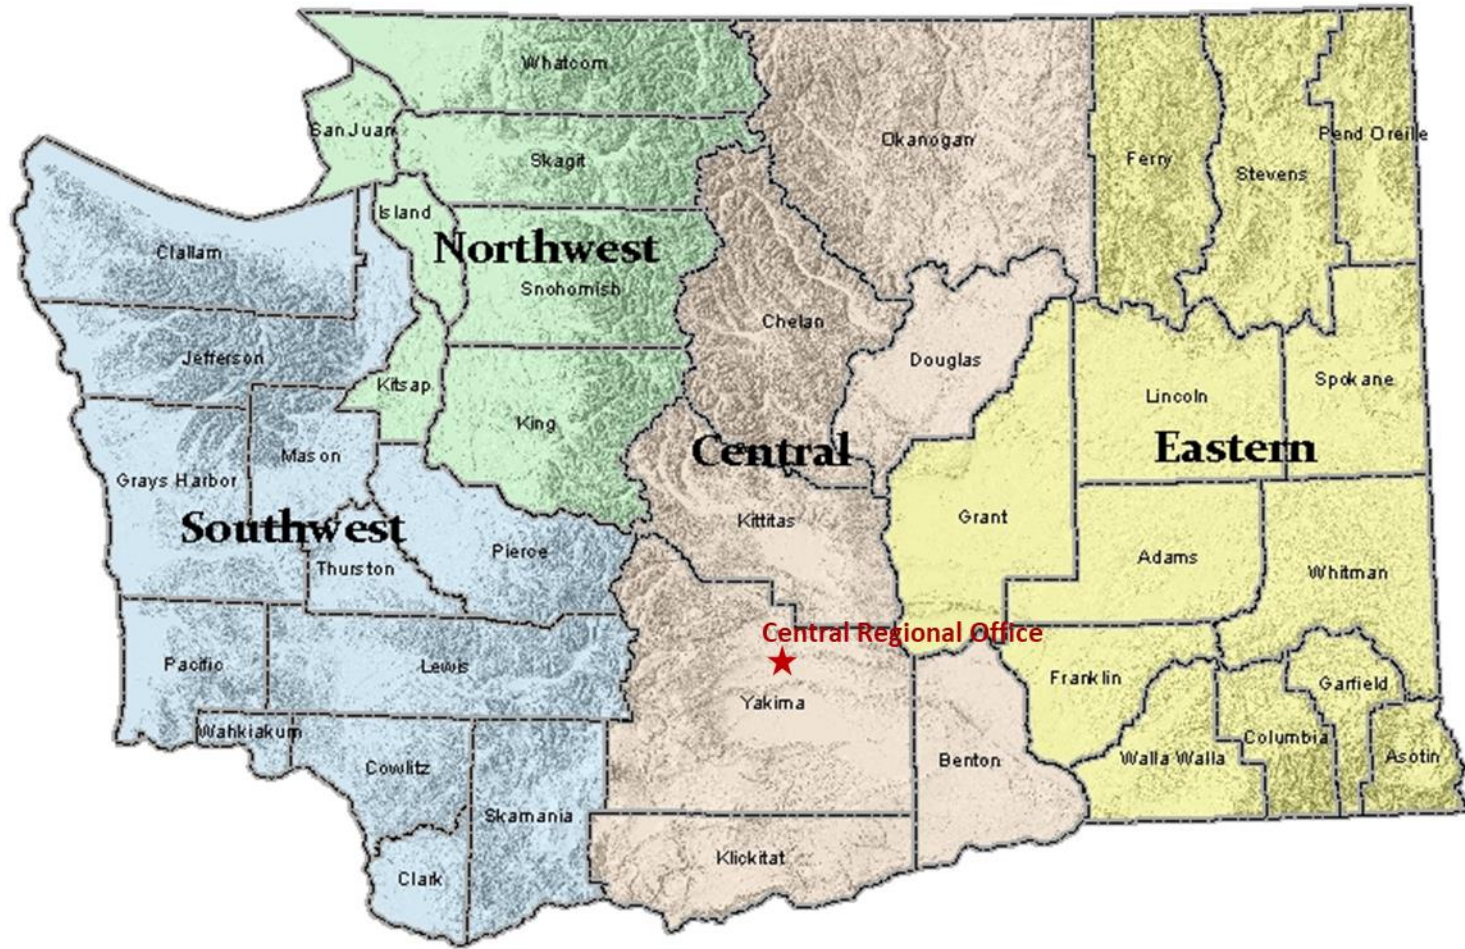 Whatcom
San Juan
Skagit
Okanogan
Ferry
Stevens
Pend Oreille
Island
Clallam
Northwest
Snohomish
Chelan
Jefferson
Kitsap
Douglas
Lincoln
Spokane
King
Mason
Grays Harbor
Central
Eastern
Southwest
Kittitas
Grant
Pierce
Thurston
Adams
Whitman
Central Regional Office
Pacific
Lewis
Yakima
Franklin
Garfield
Wahkiakum
Cowlitz
Benton
Walla Walla
Columbia
Asotin
Skamania
Klickitat
Clark